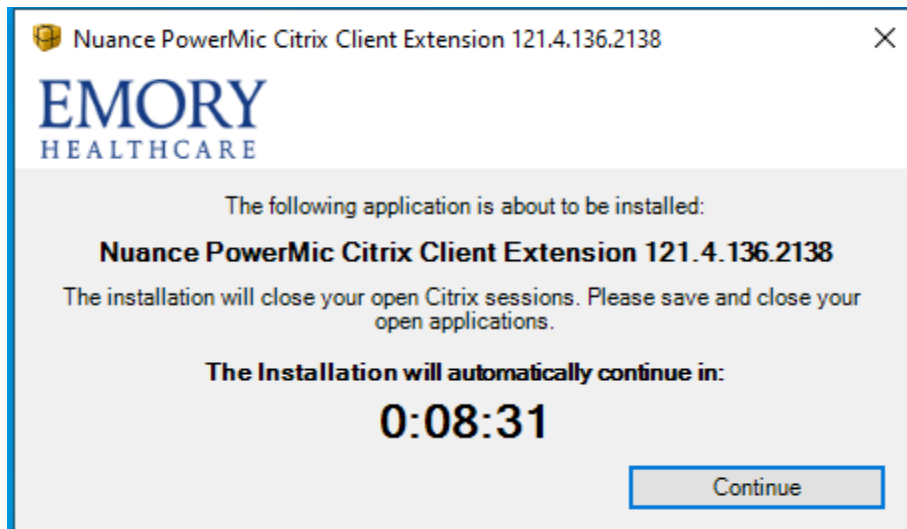 Nuance PowerMic Citrix Client Extension 121.4.136.2138
EMORY
HEALTHCARE
The following application is about to be installed:
Nuance PowerMic Citrix Client Extension 121.4.136.2138
The installation will close your open Citrix sessions. Please save and close your
open applications.
The Installation will automatically continue in:
0:08:31
Continue